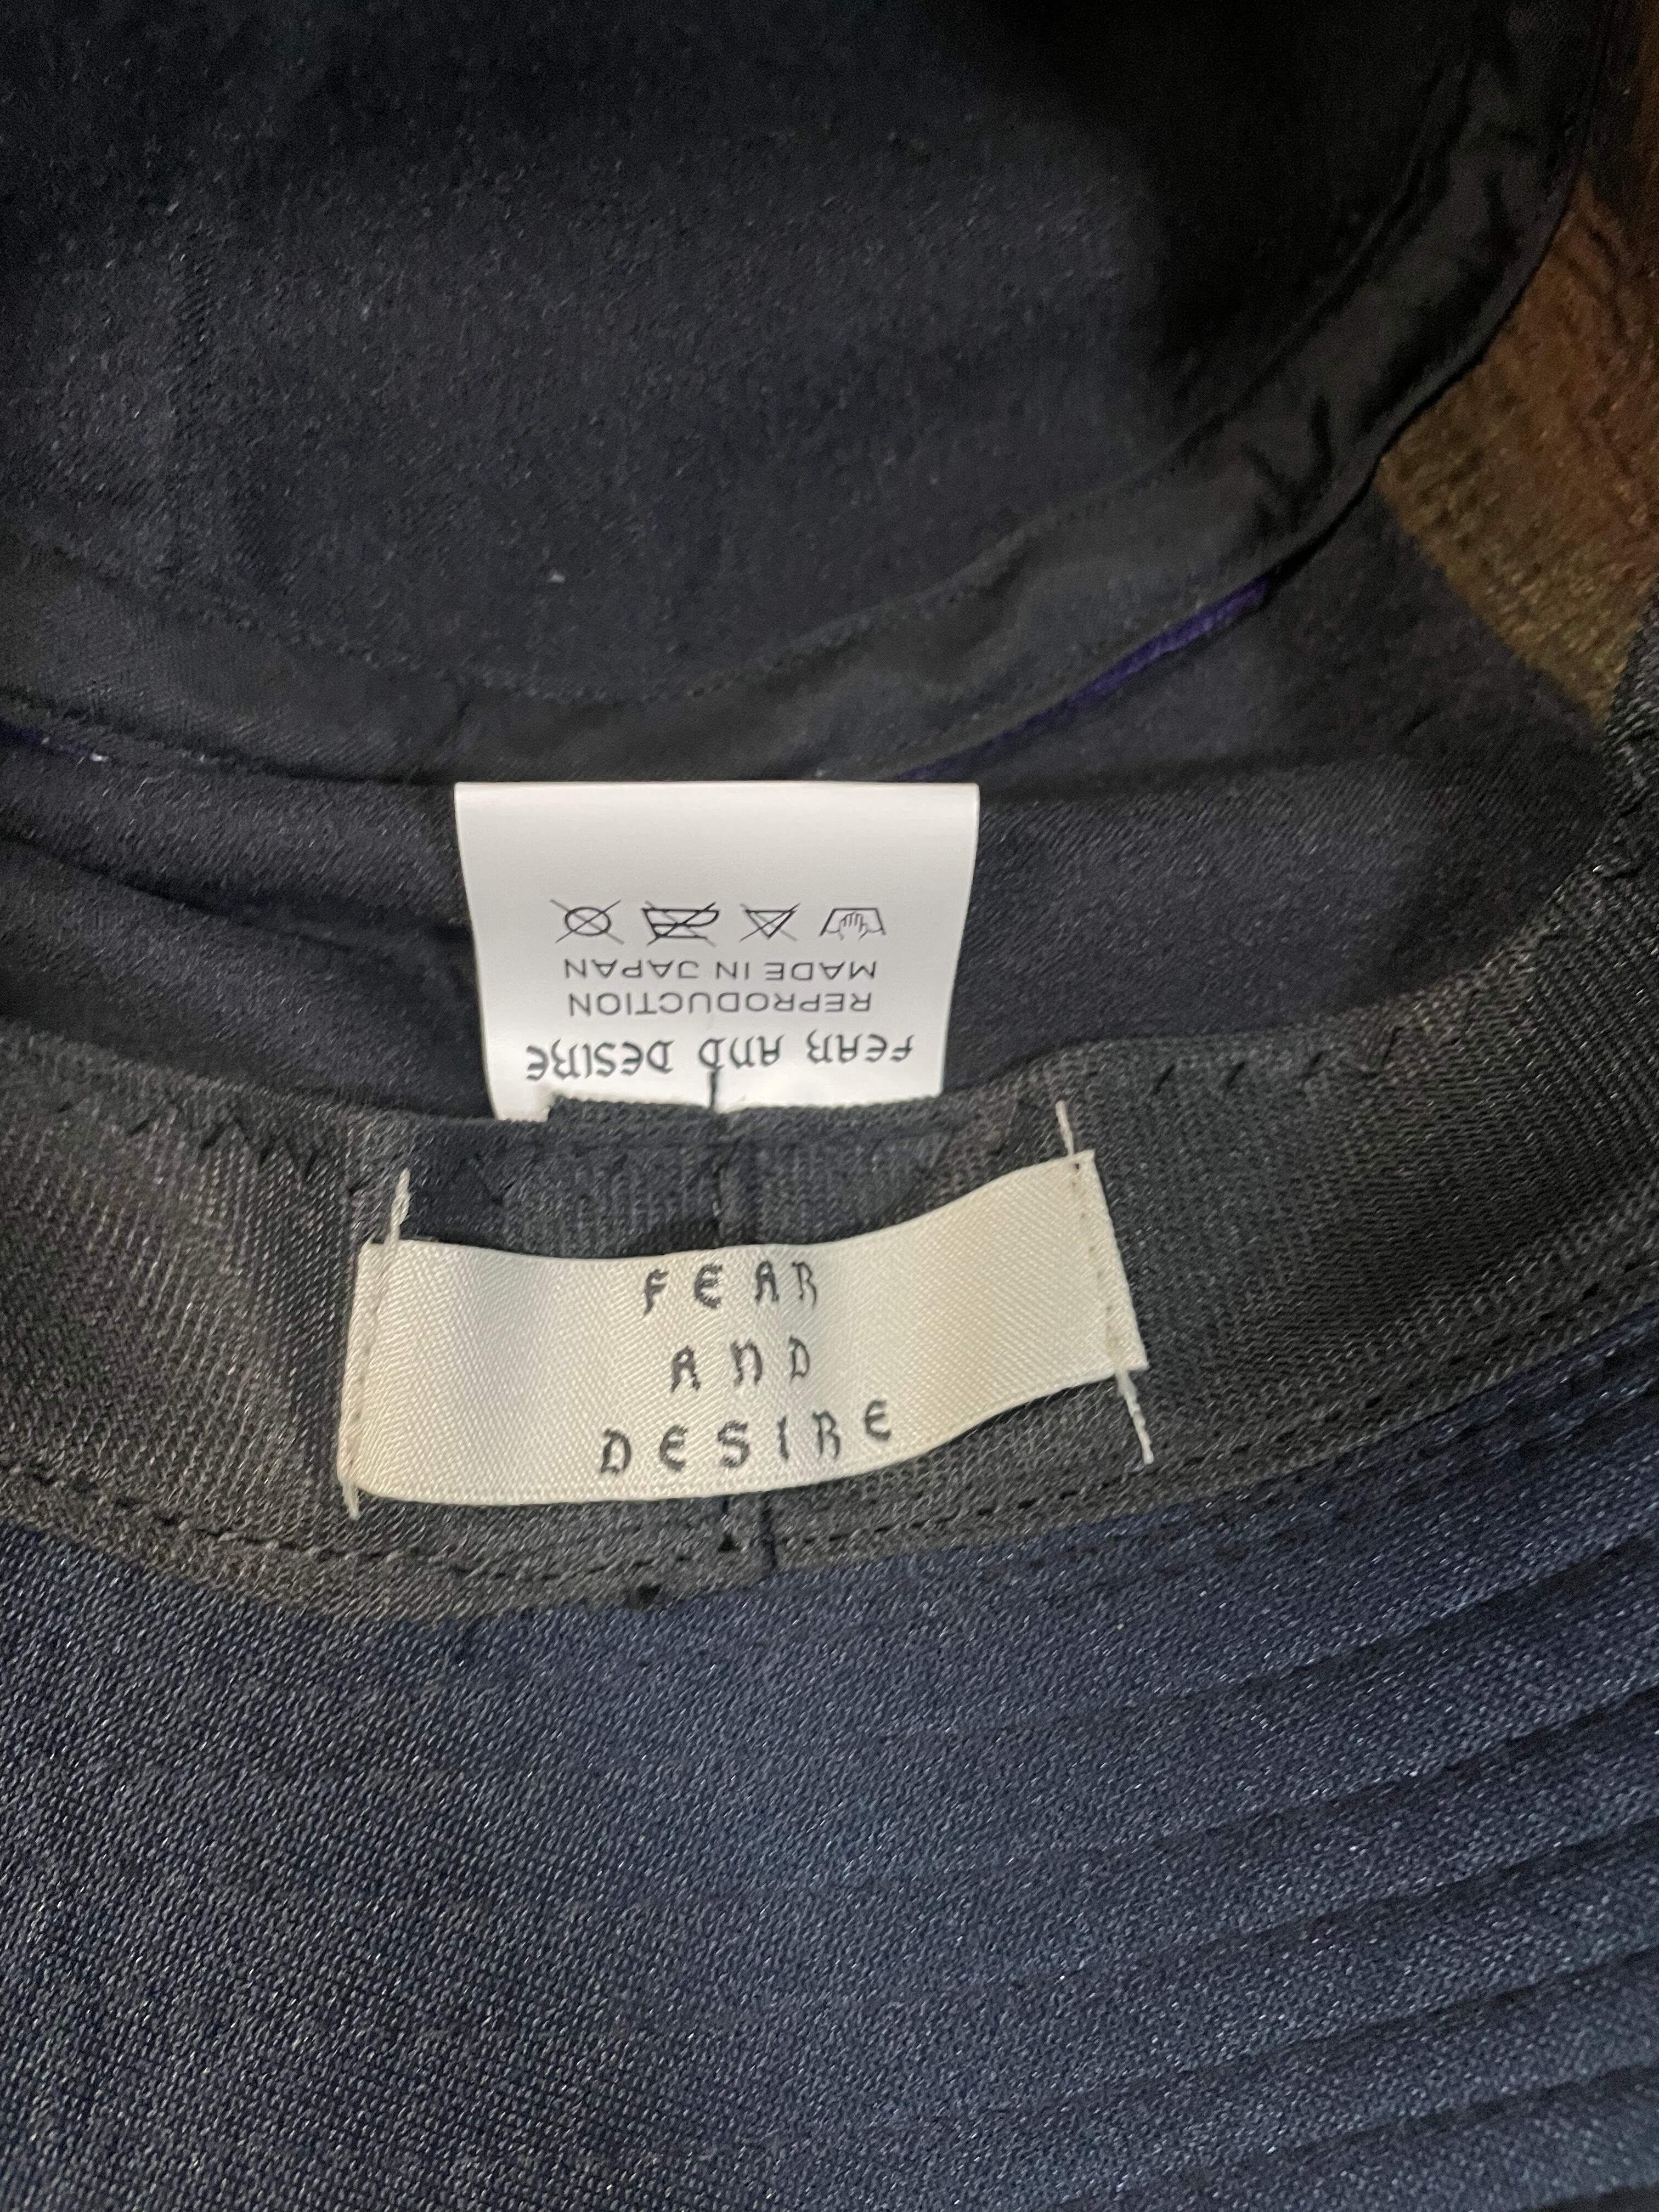 FEAR AND DESIRE
REPRODUCTION
MADE IN JAPAN
FEAR
AND
DESIRE